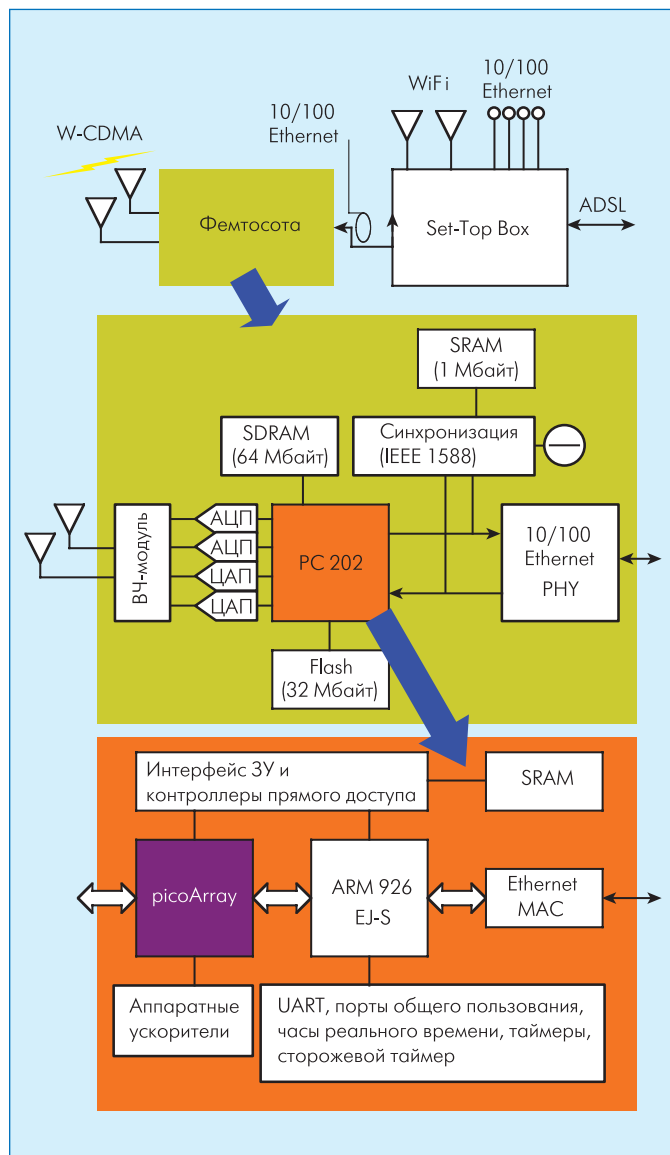 W-CDMA
10/100
Ethernet
WiFi
10/100
Ethernet
Фемтосота
Set-Top Box
ADSL
SRAM
(1 Мбайт)
SDRAM
(64 Мбайт)
Синхронизация
(IEEE 1588)
ВЧ-модуль
АЦП
АЦП
ЦАП
ЦАП
PC 202
10/100
Ethernet
PHY
Flash
(32 Мбайт)
Интерфейс ЗУ и
контроллеры прямого доступа
SRAM
picoArray
ARM 926
EJ-S
Ethernet
MAC
Аппаратные
ускорители
UART, порты общего пользования,
часы реального времени, таймеры,
сторожевой таймер